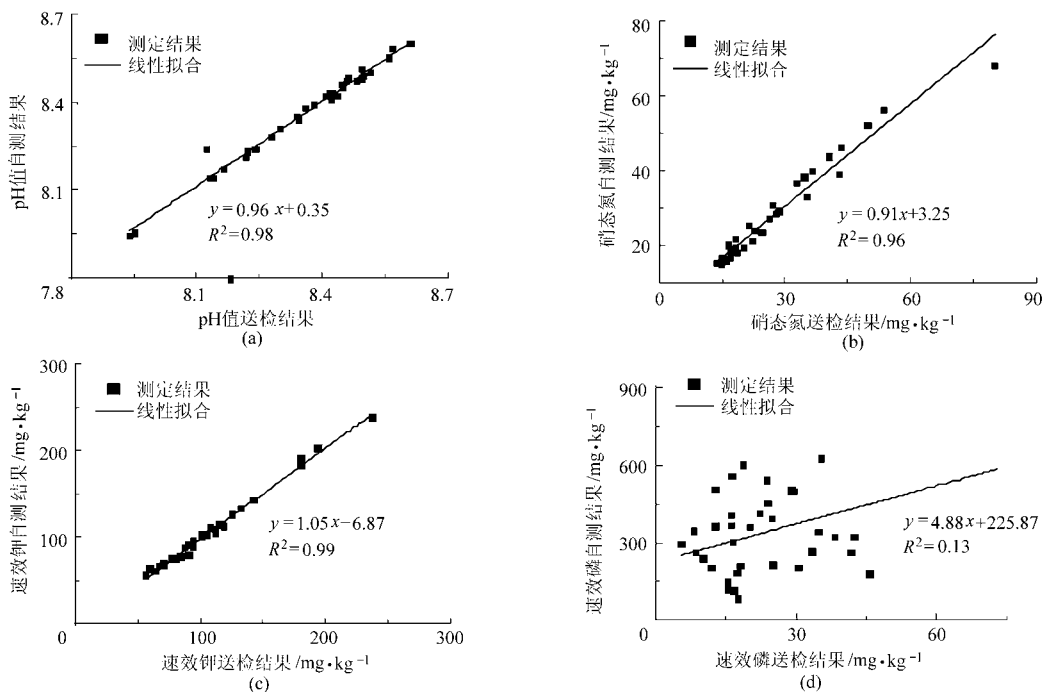 8.7
测定结果
线性拟合
8.4
8.1
7.8
8.1
8.4
8.7
pH值自测结果
y=0.96 x+0.35
R²=0.98
pH值送检结果
(a)
80
测定结果
线性拟合
60
40
20
0
30
60
90
硝态氮自测结果/mg·kg⁻¹
y=0.91x+3.25
R²=0.96
硝态氮送检结果/mg·kg⁻¹
(b)
300
测定结果
线性拟合
200
100
0
100
200
300
速效钾自测结果/mg·kg⁻¹
y=1.05x−6.87
R²=0.99
速效钾送检结果/mg·kg⁻¹
(c)
900
测定结果
线性拟合
600
300
0
30
60
速效磷自测结果/mg·kg⁻¹
y=4.88x+225.87
R²=0.13
速效磷送检结果/mg·kg⁻¹
(d)